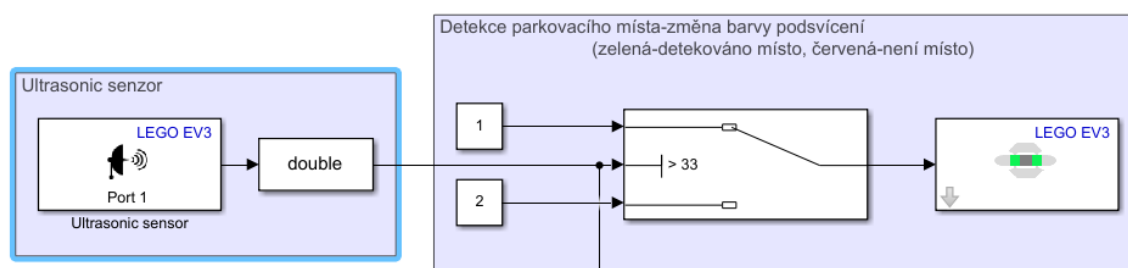 Detekce parkovacího místa-změna barvy podsvícení
(zelená-detekováno místo, červená-není místo)
Ultrasonic senzor
LEGO EV3
Port 1
Ultrasonic sensor
double
1
> 33
2
LEGO EV3